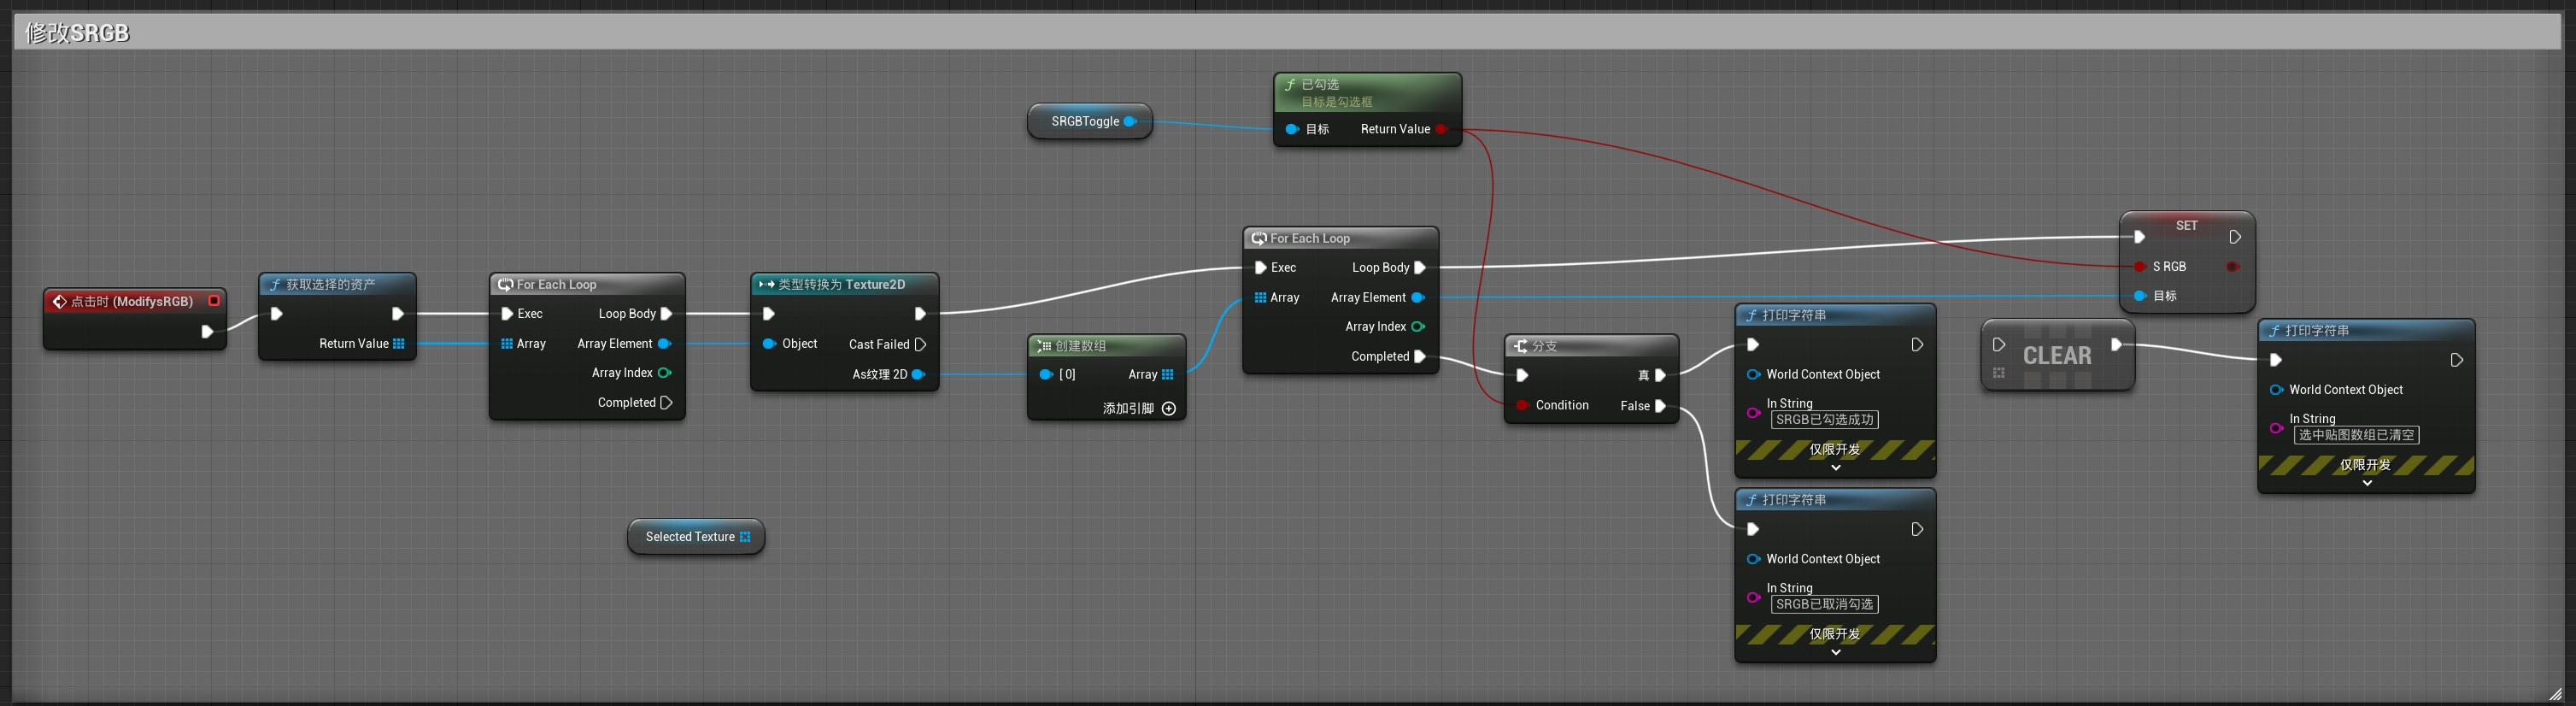 修改SRGB
SRGBToggle
已勾选
目标是勾选框
目标
Return Value
点击时 (ModifysRGB)
获取选择的资产
Return Value
For Each Loop
Exec
Loop Body
Array
Array Element
Array Index
Completed
类型转换为 Texture2D
Object
Cast Failed
As纹理 2D
创建数组
[ 0]
Array
添加引脚
For Each Loop
Exec
Loop Body
Array
Array Element
Array Index
Completed
分支
真
Condition
False
打印字符串
World Context Object
In String
SRGB已勾选成功
仅限开发
打印字符串
World Context Object
In String
SRGB已取消勾选
仅限开发
SET
S RGB
目标
CLEAR
打印字符串
World Context Object
In String
选中贴图数组已清空
仅限开发
Selected Texture